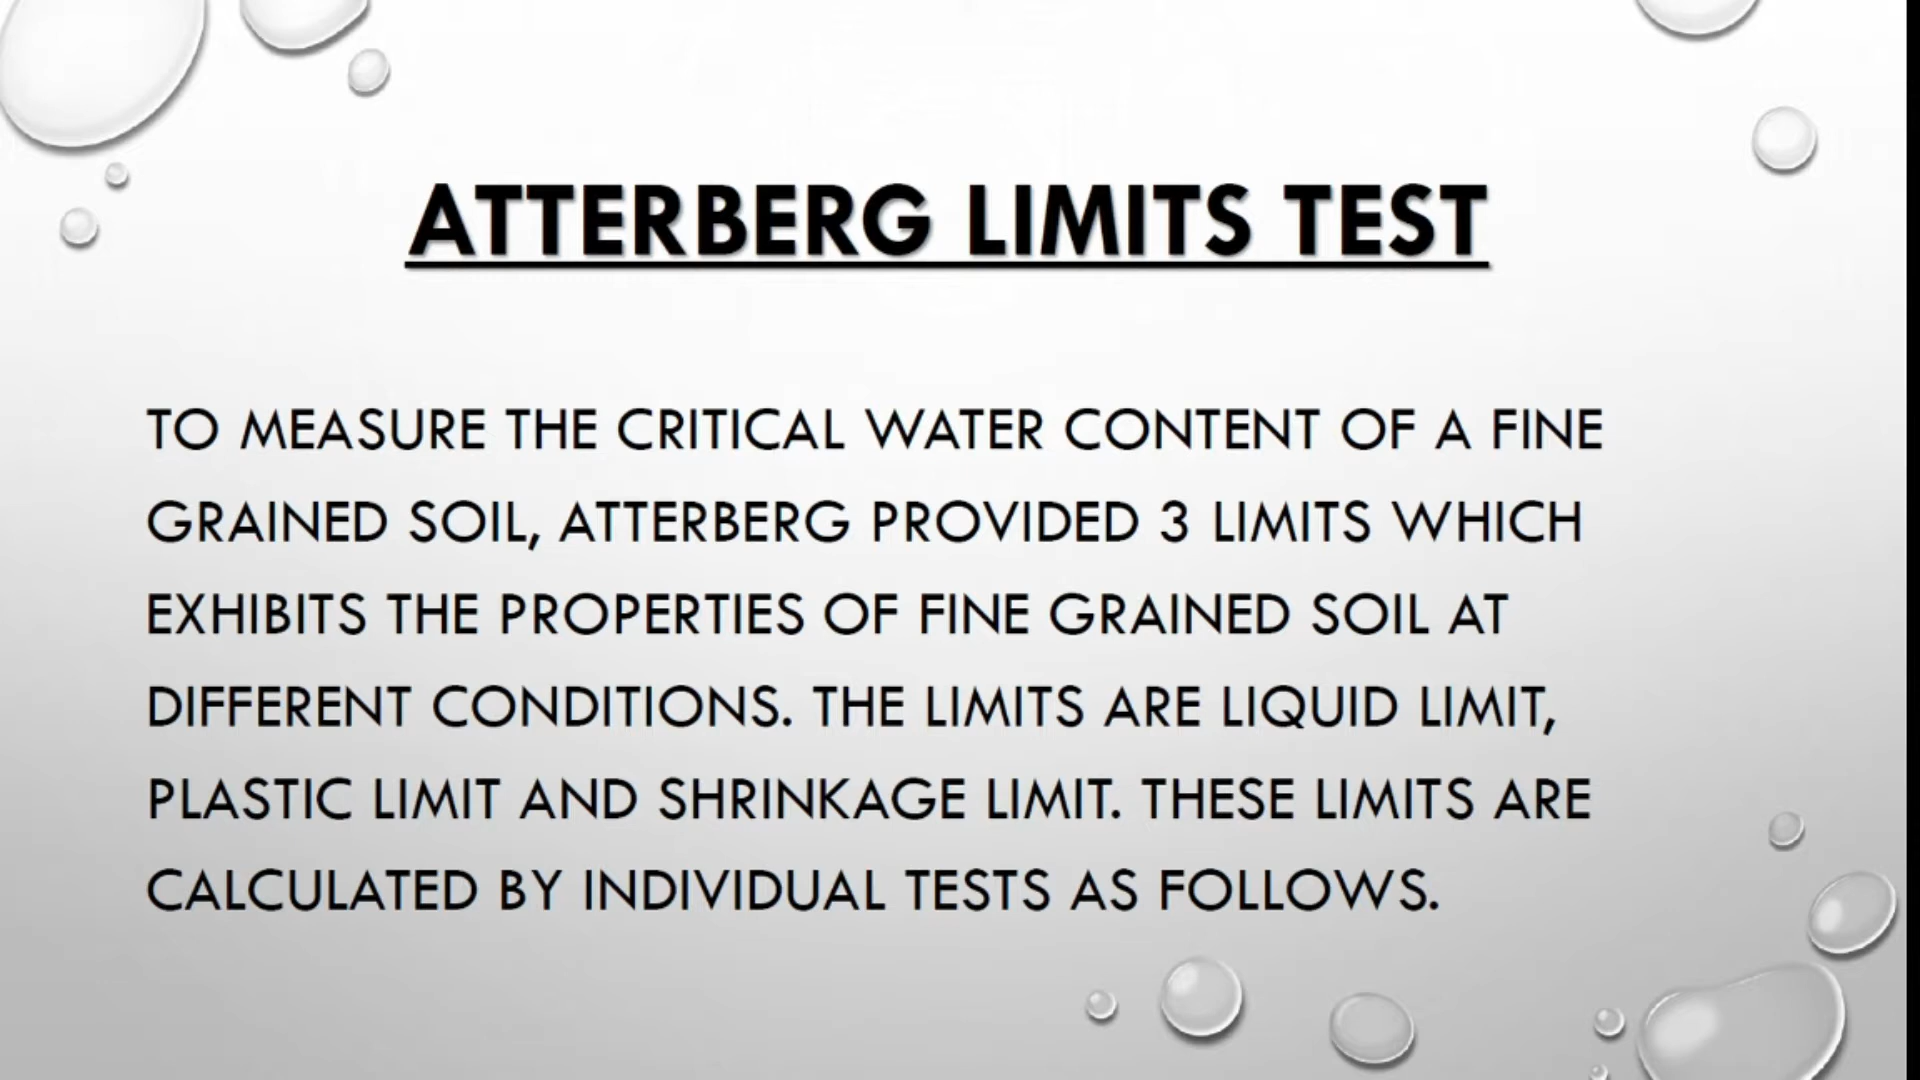 ATTERBERG LIMITS TEST
TO MEASURE THE CRITICAL WATER CONTENT OF A FINE
GRAINED SOIL, ATTERBERG PROVIDED 3 LIMITS WHICH
EXHIBITS THE PROPERTIES OF FINE GRAINED SOIL AT
DIFFERENT CONDITIONS. THE LIMITS ARE LIQUID LIMIT,
PLASTIC LIMIT AND SHRINKAGE LIMIT. THESE LIMITS ARE
CALCULATED BY INDIVIDUAL TESTS AS FOLLOWS.